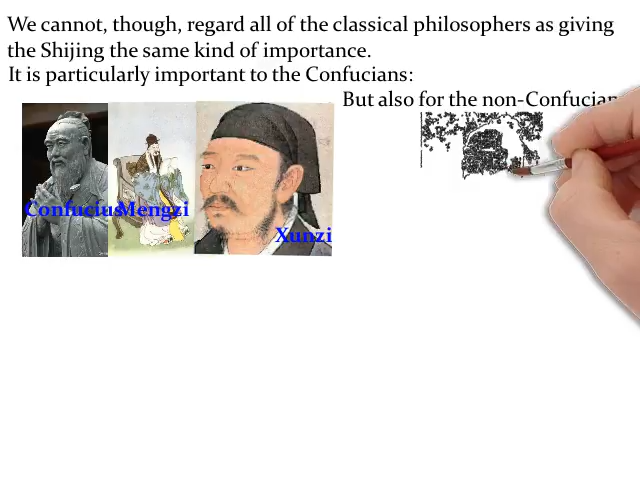 We cannot, though, regard all of the classical philosophers as giving
the Shijing the same kind of importance.
It is particularly important to the Confucians:
But also for the non-Confucian
Confucius
Mengzi
Xunzi